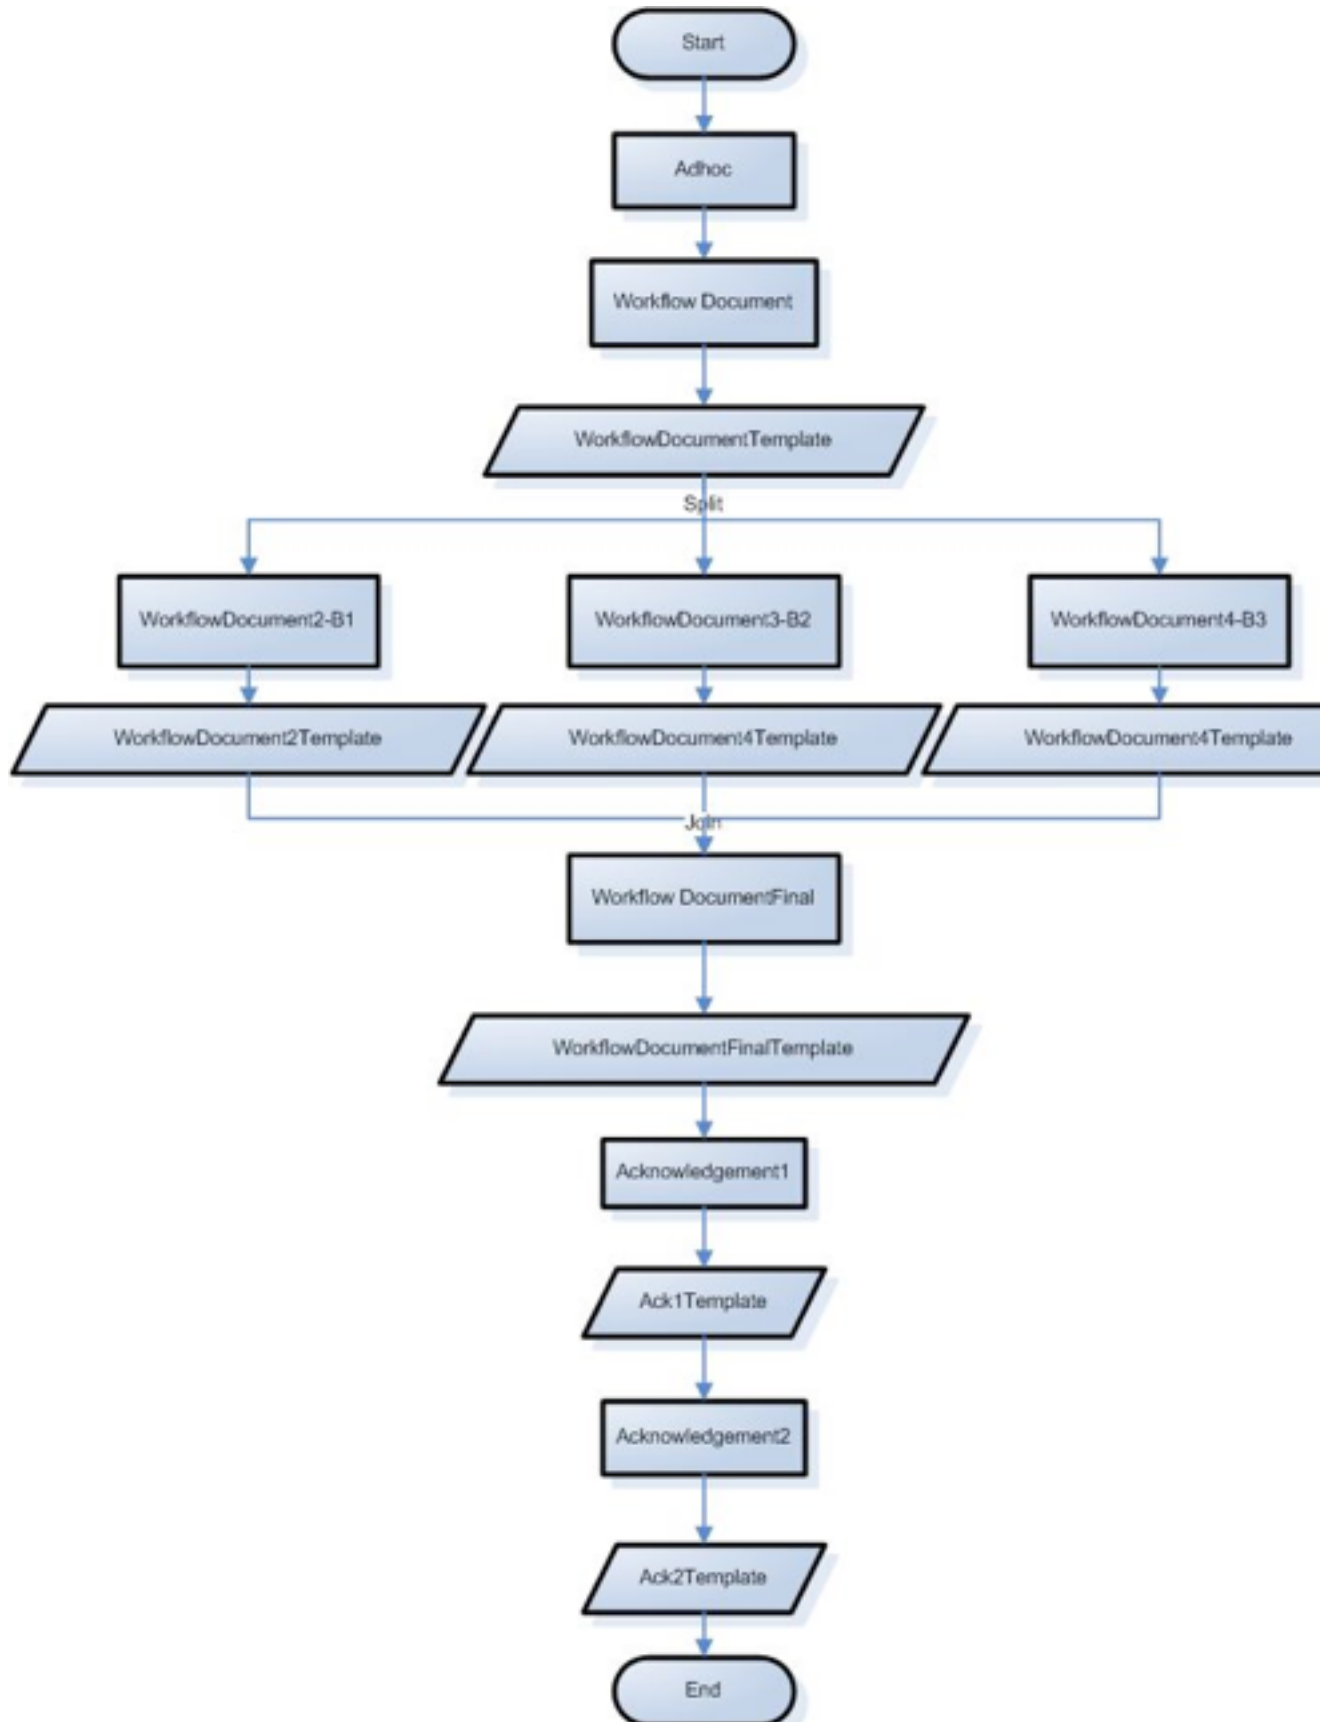 Start
Adhoc
Workflow Document
WorkflowDocumentTemplate
Split
WorkflowDocument2-B1
WorkflowDocument3-B2
WorkflowDocument4-B3
WorkflowDocument2Template
WorkflowDocument4Template
WorkflowDocument4Template
Join
Workflow DocumentFinal
WorkflowDocumentFinalTemplate
Acknowledgement1
Ack1Template
Acknowledgement2
Ack2Template
End